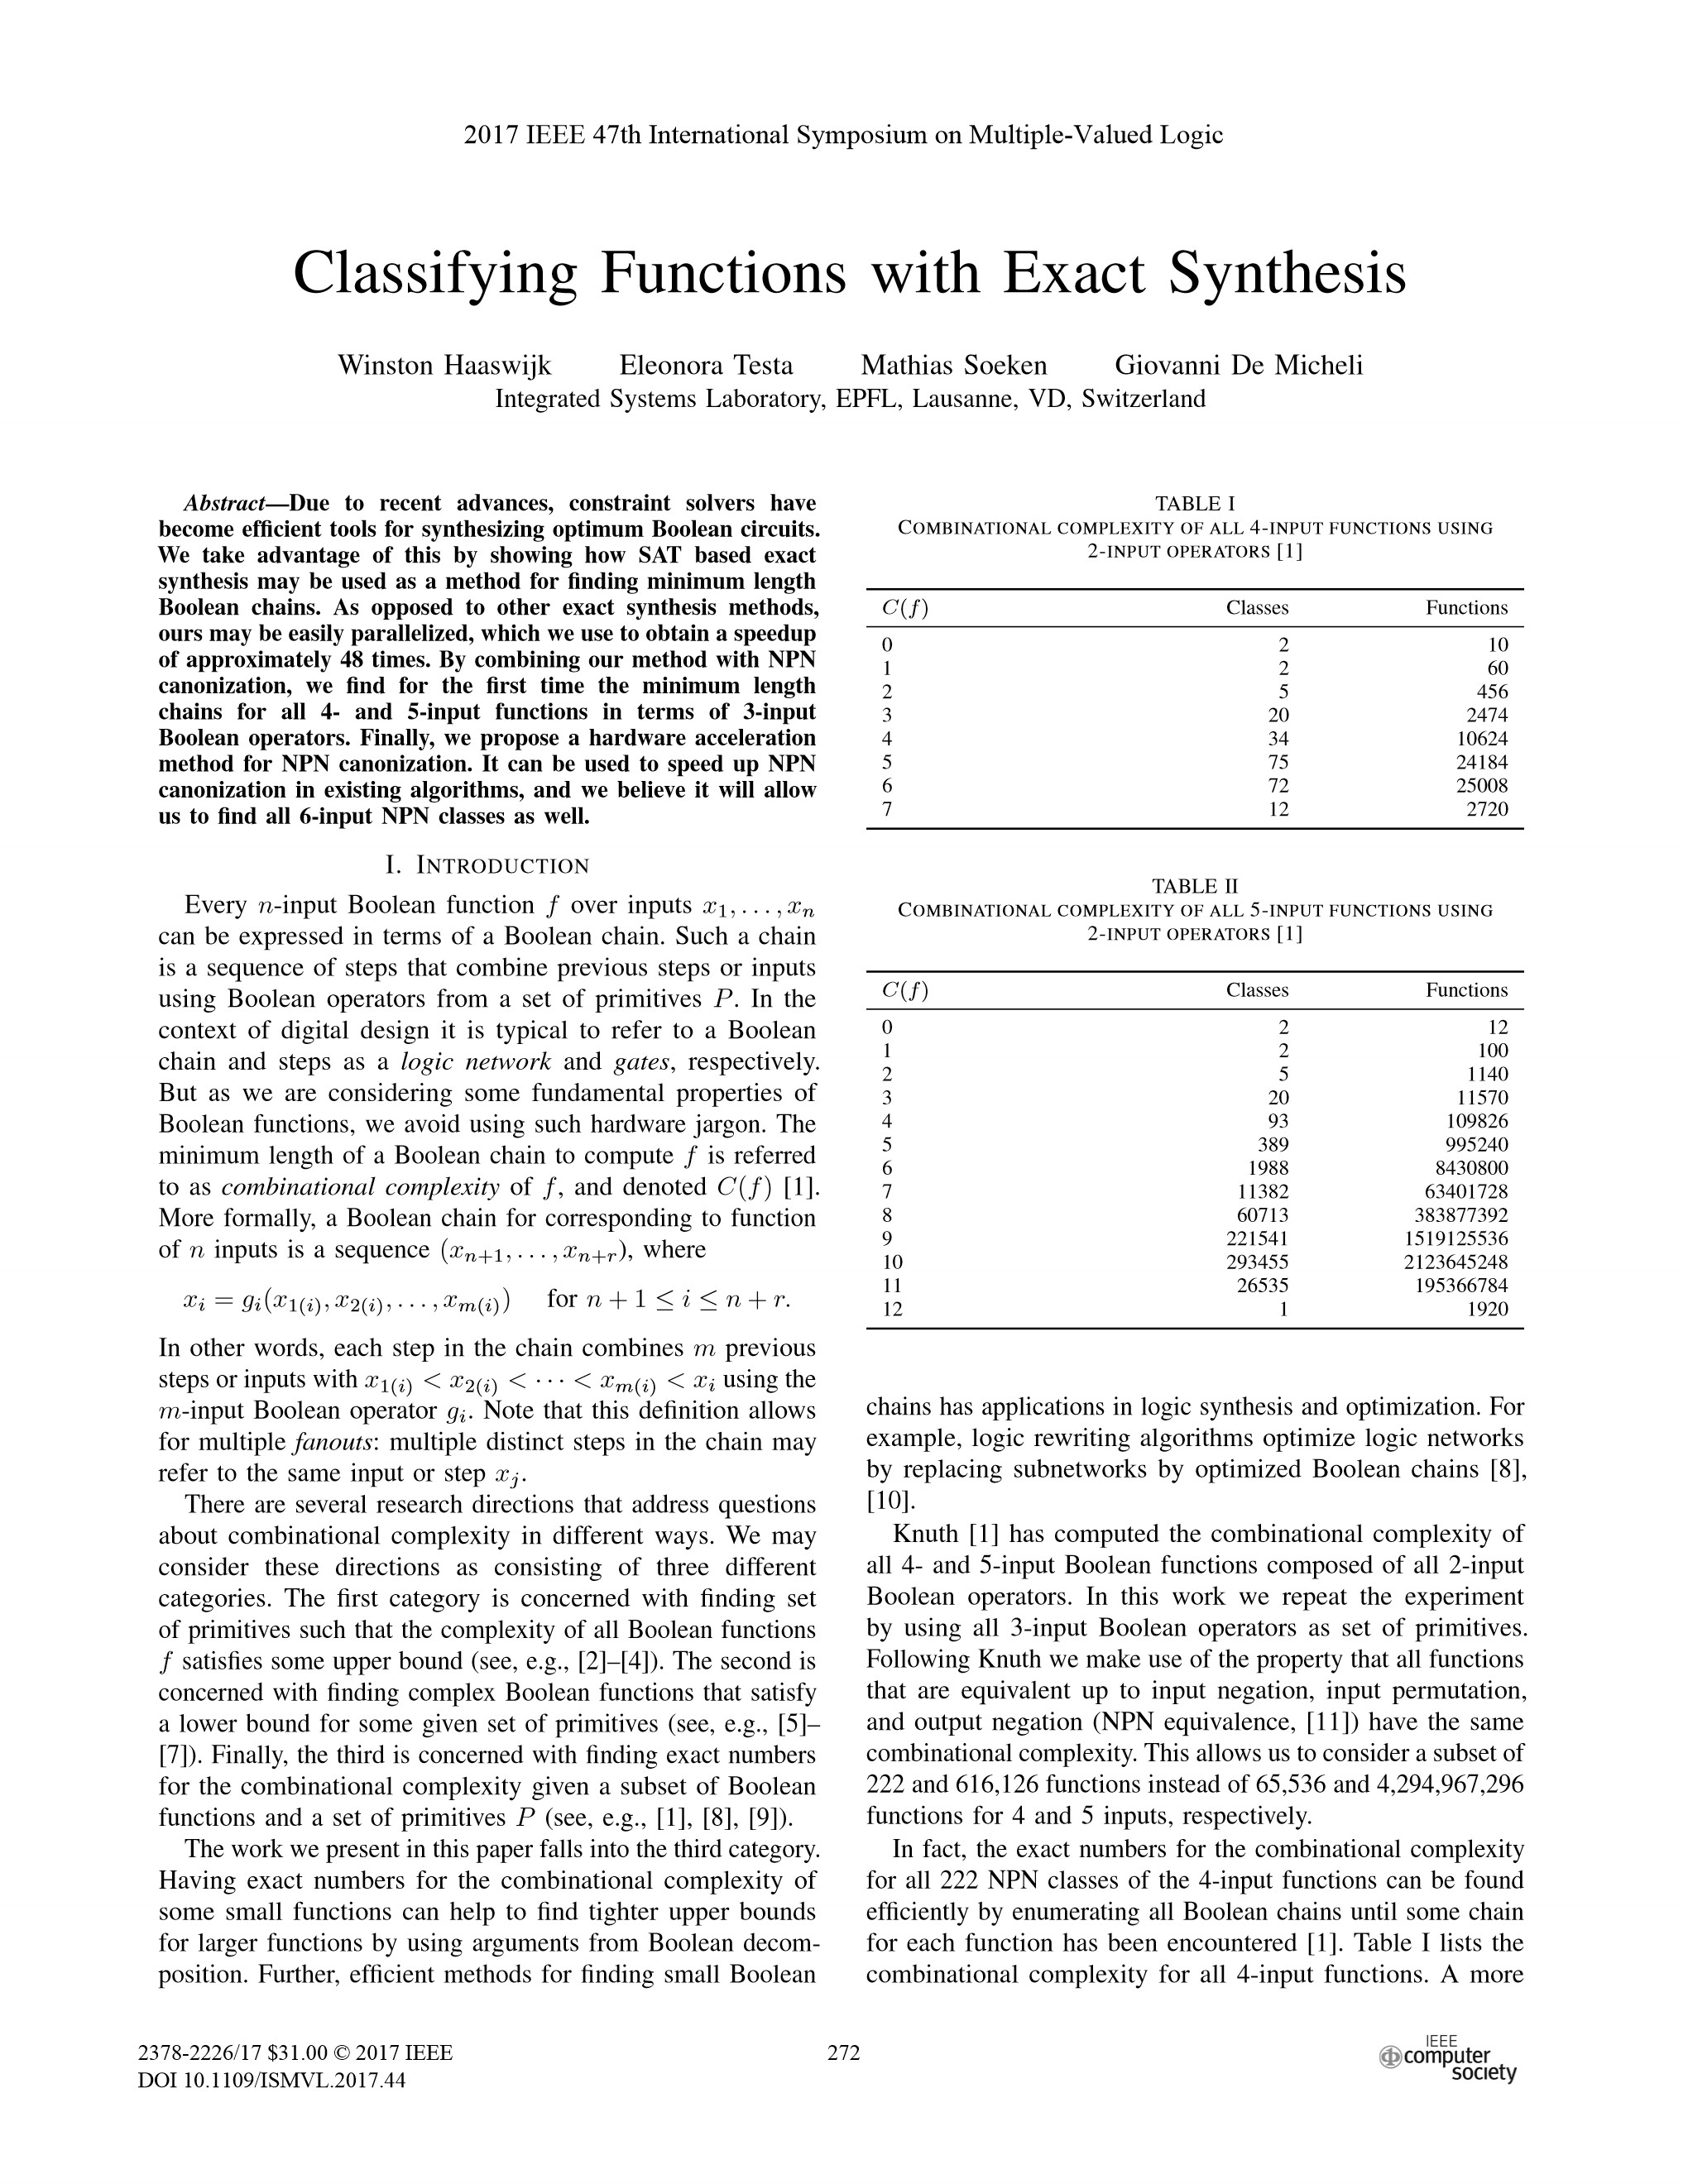 2017 IEEE 47th International Symposium on Multiple-Valued Logic
Classifying Functions with Exact Synthesis
Winston Haaswijk Eleonora Testa Mathias Soeken Giovanni De Micheli
Integrated Systems Laboratory, EPFL, Lausanne, VD, Switzerland
Abstract—Due to recent advances, constraint solvers have
become efficient tools for synthesizing optimum Boolean circuits.
We take advantage of this by showing how SAT based exact
synthesis may be used as a method for finding minimum length
Boolean chains. As opposed to other exact synthesis methods,
ours may be easily parallelized, which we use to obtain a speedup
of approximately 48 times. By combining our method with NPN
canonization, we find for the first time the minimum length
chains for all 4- and 5-input functions in terms of 3-input
Boolean operators. Finally, we propose a hardware acceleration
method for NPN canonization. It can be used to speed up NPN
canonization in existing algorithms, and we believe it will allow
us to find all 6-input NPN classes as well.
I. INTRODUCTION
Every n-input Boolean function f over inputs x₁, . . . , xₙ
can be expressed in terms of a Boolean chain. Such a chain
is a sequence of steps that combine previous steps or inputs
using Boolean operators from a set of primitives P. In the
context of digital design it is typical to refer to a Boolean
chain and steps as a logic network and gates, respectively.
But as we are considering some fundamental properties of
Boolean functions, we avoid using such hardware jargon. The
minimum length of a Boolean chain to compute f is referred
to as combinational complexity of f, and denoted C(f) [1].
More formally, a Boolean chain for corresponding to function
of n inputs is a sequence (xₙ₊₁, . . . , xₙ₊ᵣ), where
x_i = g_i(x_{1(i)}, x_{2(i)}, . . . , x_{m(i)}) for n + 1 ≤ i ≤ n + r.
In other words, each step in the chain combines m previous
steps or inputs with x_{1(i)} < x_{2(i)} < · · · < x_{m(i)} < x_i using the
m-input Boolean operator g_i. Note that this definition allows
for multiple fanouts: multiple distinct steps in the chain may
refer to the same input or step x_j.
There are several research directions that address questions
about combinational complexity in different ways. We may
consider these directions as consisting of three different
categories. The first category is concerned with finding set
of primitives such that the complexity of all Boolean functions
f satisfies some upper bound (see, e.g., [2]–[4]). The second is
concerned with finding complex Boolean functions that satisfy
a lower bound for some given set of primitives (see, e.g., [5]–
[7]). Finally, the third is concerned with finding exact numbers
for the combinational complexity given a subset of Boolean
functions and a set of primitives P (see, e.g., [1], [8], [9]).
The work we present in this paper falls into the third category.
Having exact numbers for the combinational complexity of
some small functions can help to find tighter upper bounds
for larger functions by using arguments from Boolean decom-
position. Further, efficient methods for finding small Boolean
TABLE I
COMBINATIONAL COMPLEXITY OF ALL 4-INPUT FUNCTIONS USING
2-INPUT OPERATORS [1]
C(f) Classes Functions
0 2 10
1 2 60
2 5 456
3 20 2474
4 34 10624
5 75 24184
6 72 25008
7 12 2720
TABLE II
COMBINATIONAL COMPLEXITY OF ALL 5-INPUT FUNCTIONS USING
2-INPUT OPERATORS [1]
C(f) Classes Functions
0 2 12
1 2 100
2 5 1140
3 20 11570
4 93 109826
5 389 995240
6 1988 8430800
7 11382 63401728
8 60713 383877392
9 221541 1519125536
10 293455 2123645248
11 26535 195366784
12 1 1920
chains has applications in logic synthesis and optimization. For
example, logic rewriting algorithms optimize logic networks
by replacing subnetworks by optimized Boolean chains [8],
[10].
Knuth [1] has computed the combinational complexity of
all 4- and 5-input Boolean functions composed of all 2-input
Boolean operators. In this work we repeat the experiment
by using all 3-input Boolean operators as set of primitives.
Following Knuth we make use of the property that all functions
that are equivalent up to input negation, input permutation,
and output negation (NPN equivalence, [11]) have the same
combinational complexity. This allows us to consider a subset of
222 and 616,126 functions instead of 65,536 and 4,294,967,296
functions for 4 and 5 inputs, respectively.
In fact, the exact numbers for the combinational complexity
for all 222 NPN classes of the 4-input functions can be found
efficiently by enumerating all Boolean chains until some chain
for each function has been encountered [1]. Table I lists the
combinational complexity for all 4-input functions. A more
2378-2226/17 $31.00 © 2017 IEEE
DOI 10.1109/ISMVL.2017.44
272
IEEE
computer
society